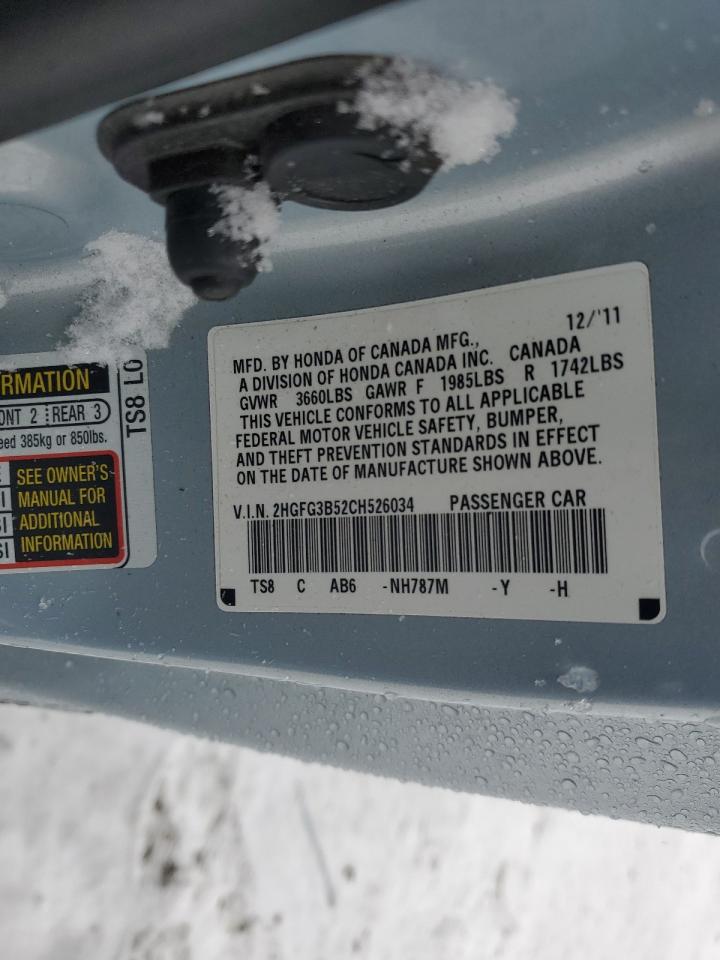 12/'11
MFD. BY HONDA OF CANADA MFG.,
A DIVISION OF HONDA CANADA INC. CANADA
GVWR 3660LBS GAWR F 1985LBS R 1742LBS
THIS VEHICLE CONFORMS TO ALL APPLICABLE
FEDERAL MOTOR VEHICLE SAFETY, BUMPER,
AND THEFT PREVENTION STANDARDS IN EFFECT
ON THE DATE OF MANUFACTURE SHOWN ABOVE.
V.I.N. 2HGFG3B52CH526034 PASSENGER CAR
TS8 C AB6 -NH787M -Y -H
RMATION
ONT 2 REAR 3
eed 385kg or 850lbs.
SEE OWNER'S
MANUAL FOR
ADDITIONAL
INFORMATION
TS8 LO